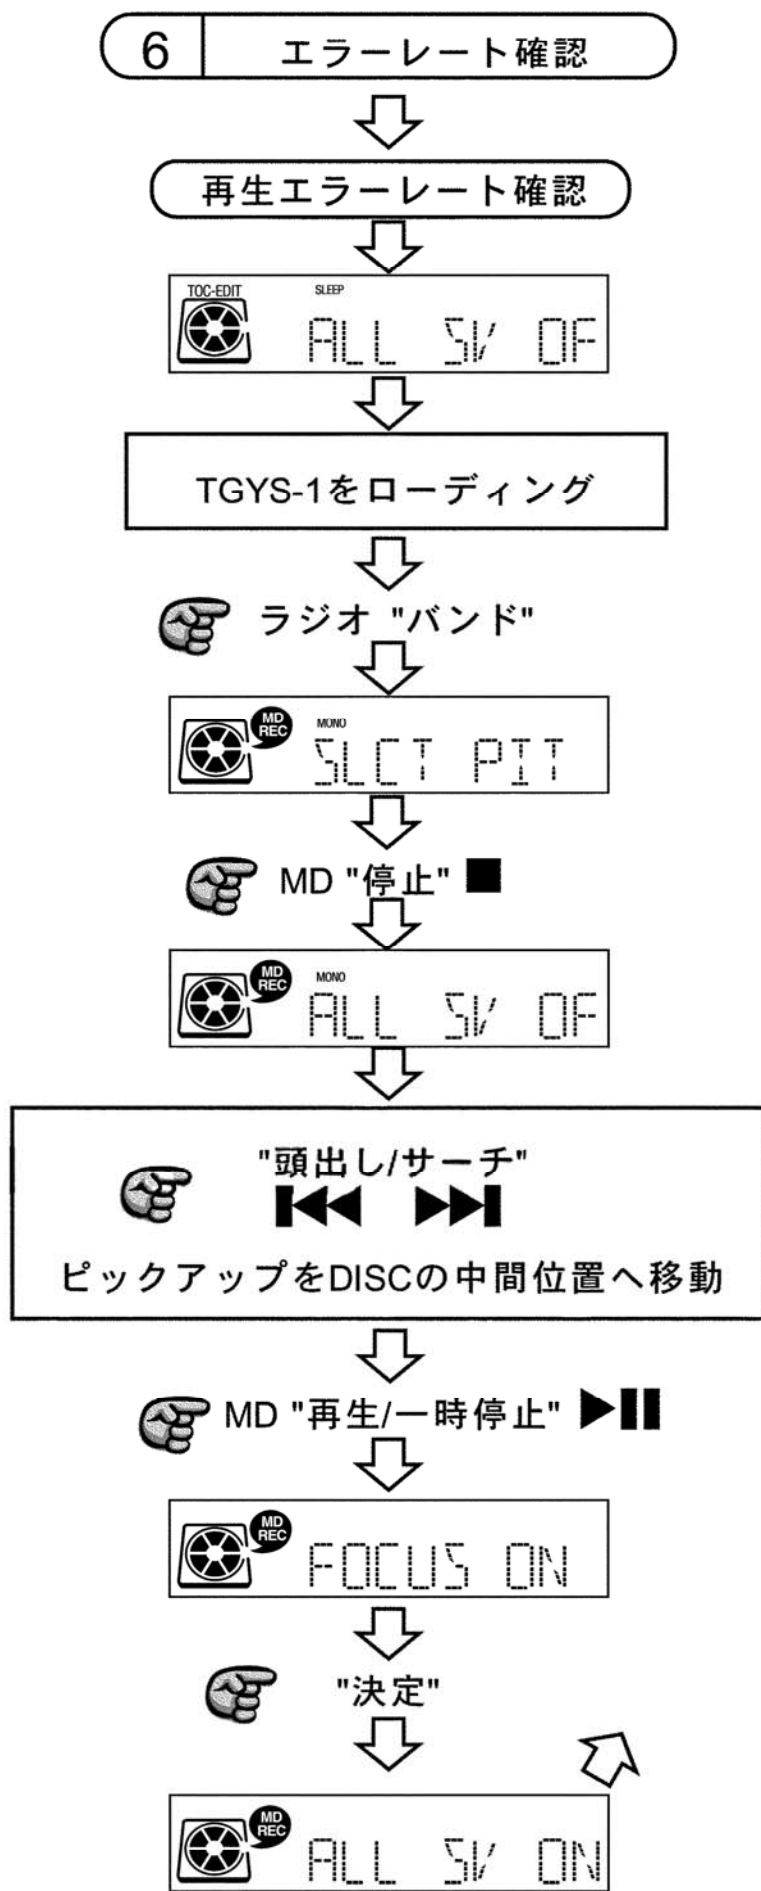 6 エラーレート確認
再生エラーレート確認
TOC-EDIT SLEEP
ALL SV OF
TGYS-1をローディング
ラジオ "バンド"
MD REC MONO
SLCT PIT
MD "停止" ■
MD REC MONO
ALL SV OF
"頭出し/サーチ"
ピックアップをDISCの中間位置へ移動
MD "再生/一時停止"
MD REC
FOCUS ON
"決定"
MD REC
ALL SV ON